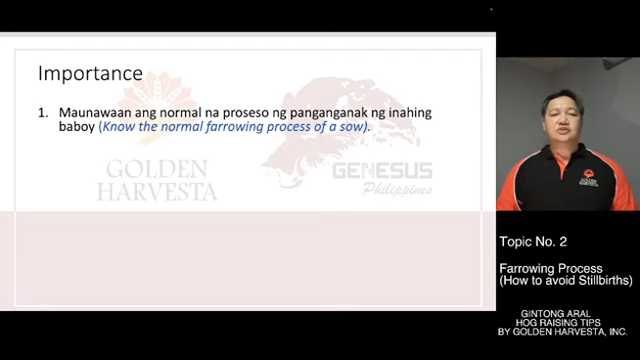 Importance
1. Maunawaan ang normal na proseso ng panganganak ng inahing
baboy (Know the normal farrowing process of a sow).
GOLDEN
HARVESTA
GENESUS
Philippines
GOLDEN
HARVESTA
Topic No. 2
Farrowing Process
(How to avoid Stillbirths)
GINTONG ARAL
HOG RAISING TIPS
BY GOLDEN HARVESTA, INC.